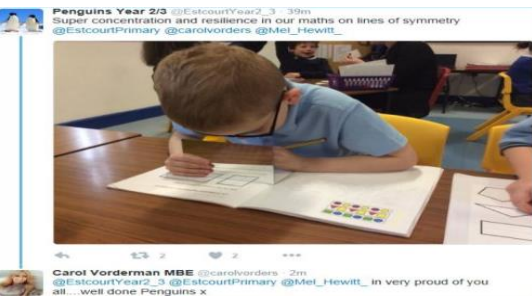 Penguins Year 2/3 @EstcourtYear2_3 · 39m
Super concentration and resilience in our maths on lines of symmetry
@EstcourtPrimary @carolvorders @Mel_Hewitt_
2 2
Carol Vorderman MBE @carolvorders · 2m
@EstcourtYear2_3 @EstcourtPrimary @Mel_Hewitt_ in very proud of you
all....well done Penguins x